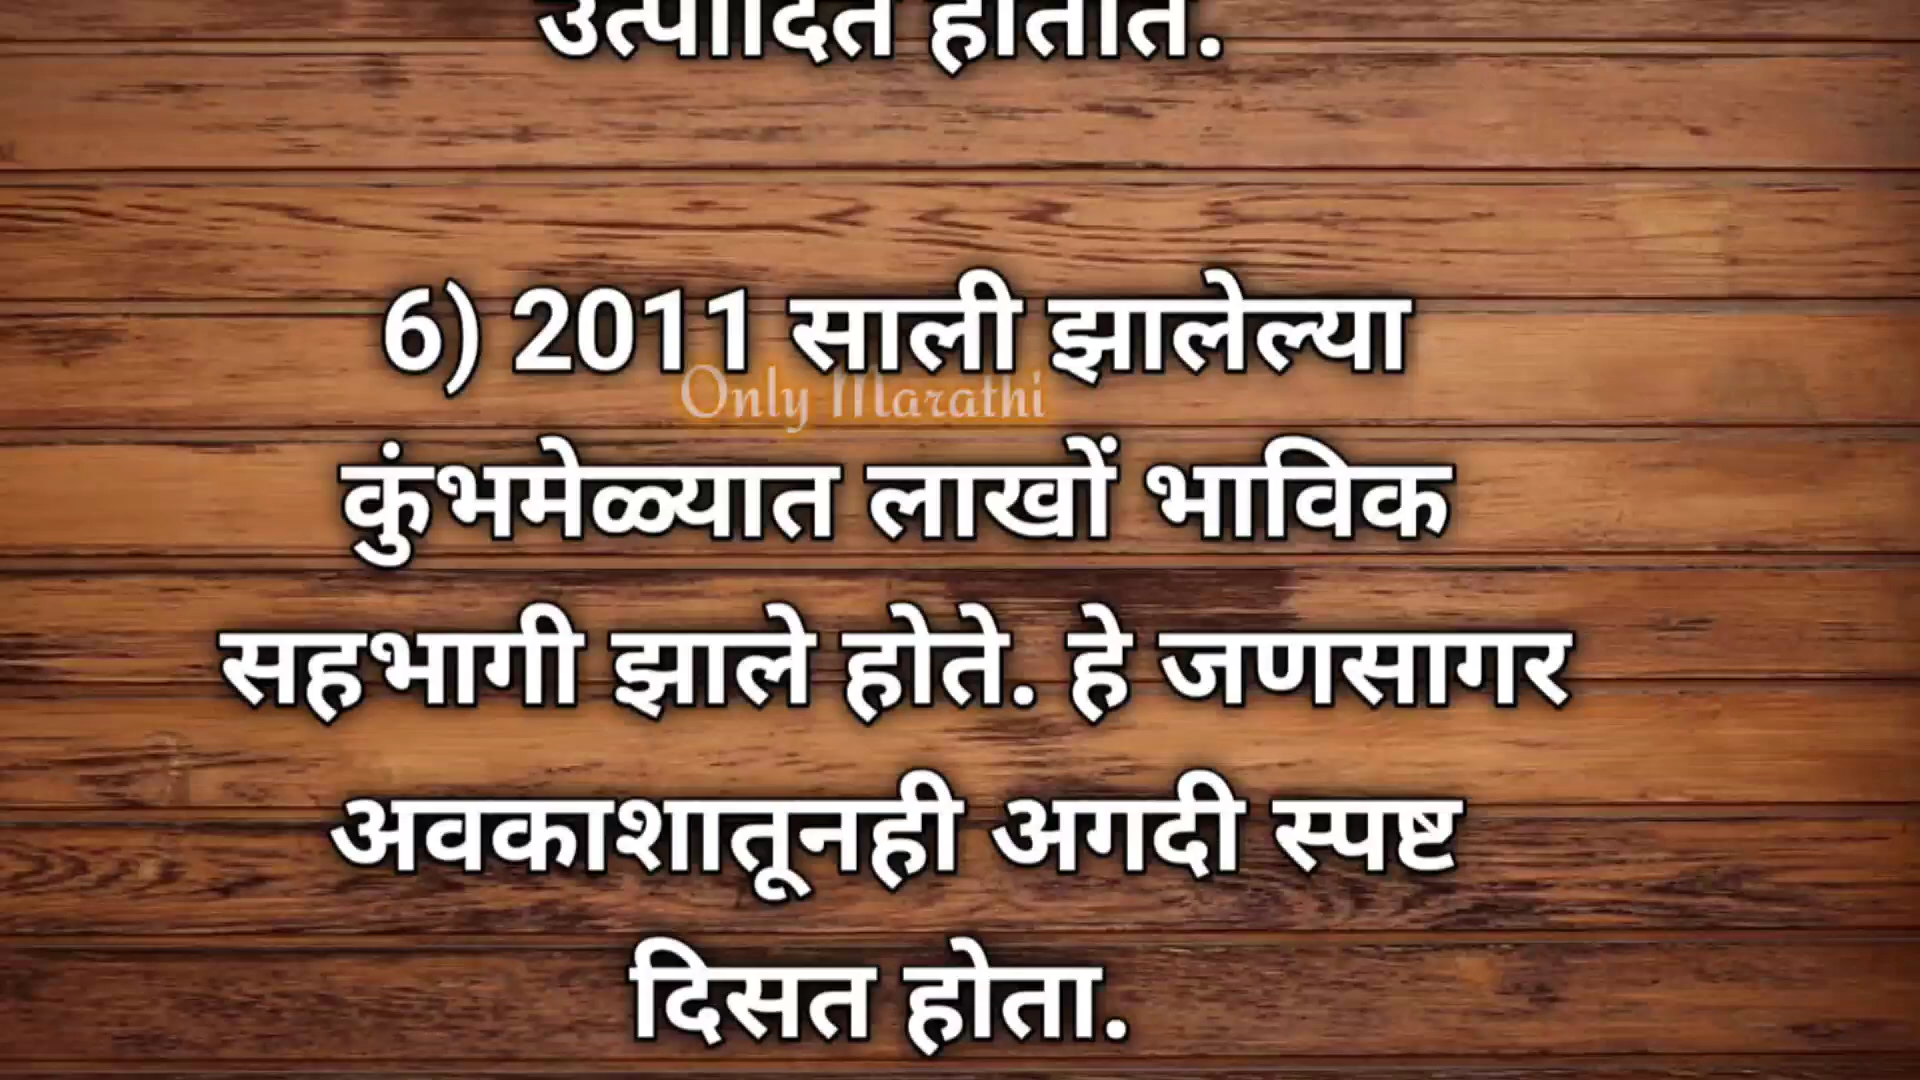 उत्पादित होतात.
6) 2011 साली झालेल्या
Only Marathi
कुंभमेळ्यात लाखों भाविक
सहभागी झाले होते. हे जणसागर
अवकाशातूनही अगदी स्पष्ट
दिसत होता.